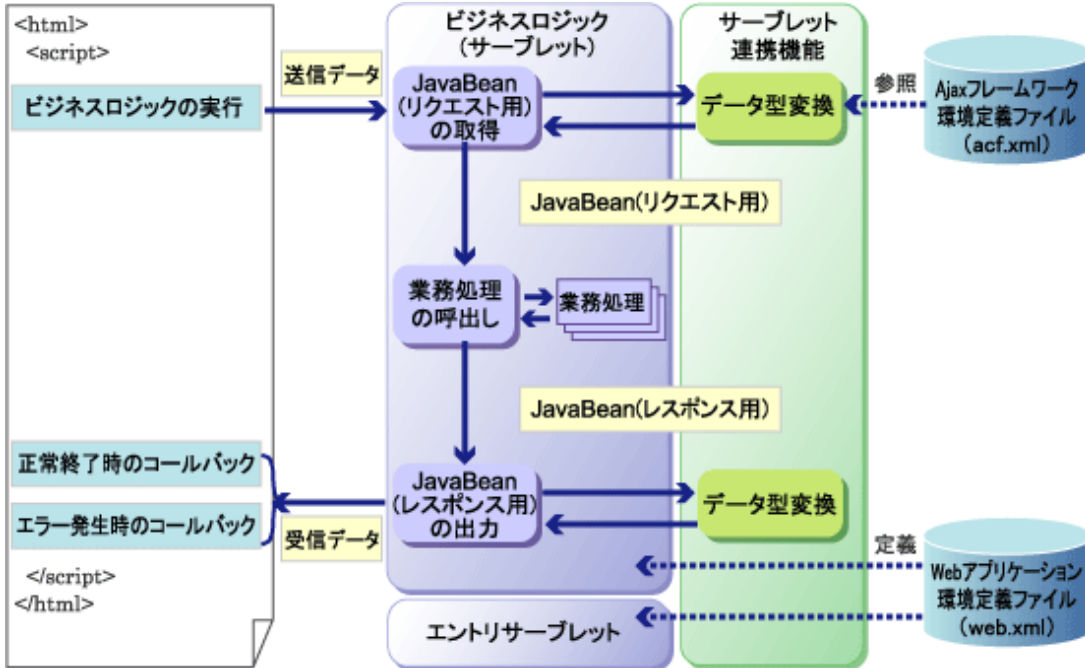 <html>
<script>
ビジネスロジックの実行
正常終了時のコールバック
エラー発生時のコールバック
</script>
</html>
送信データ
受信データ
ビジネスロジック
(サーブレット)
JavaBean
(リクエスト用)
の取得
JavaBean(リクエスト用)
業務処理
の呼出し
業務処理
JavaBean(レスポンス用)
JavaBean
(レスポンス用)
の出力
エントリサーブレット
サーブレット
連携機能
データ型変換
データ型変換
参照
Ajaxフレームワーク
環境定義ファイル
(acf.xml)
定義
Webアプリケーション
環境定義ファイル
(web.xml)